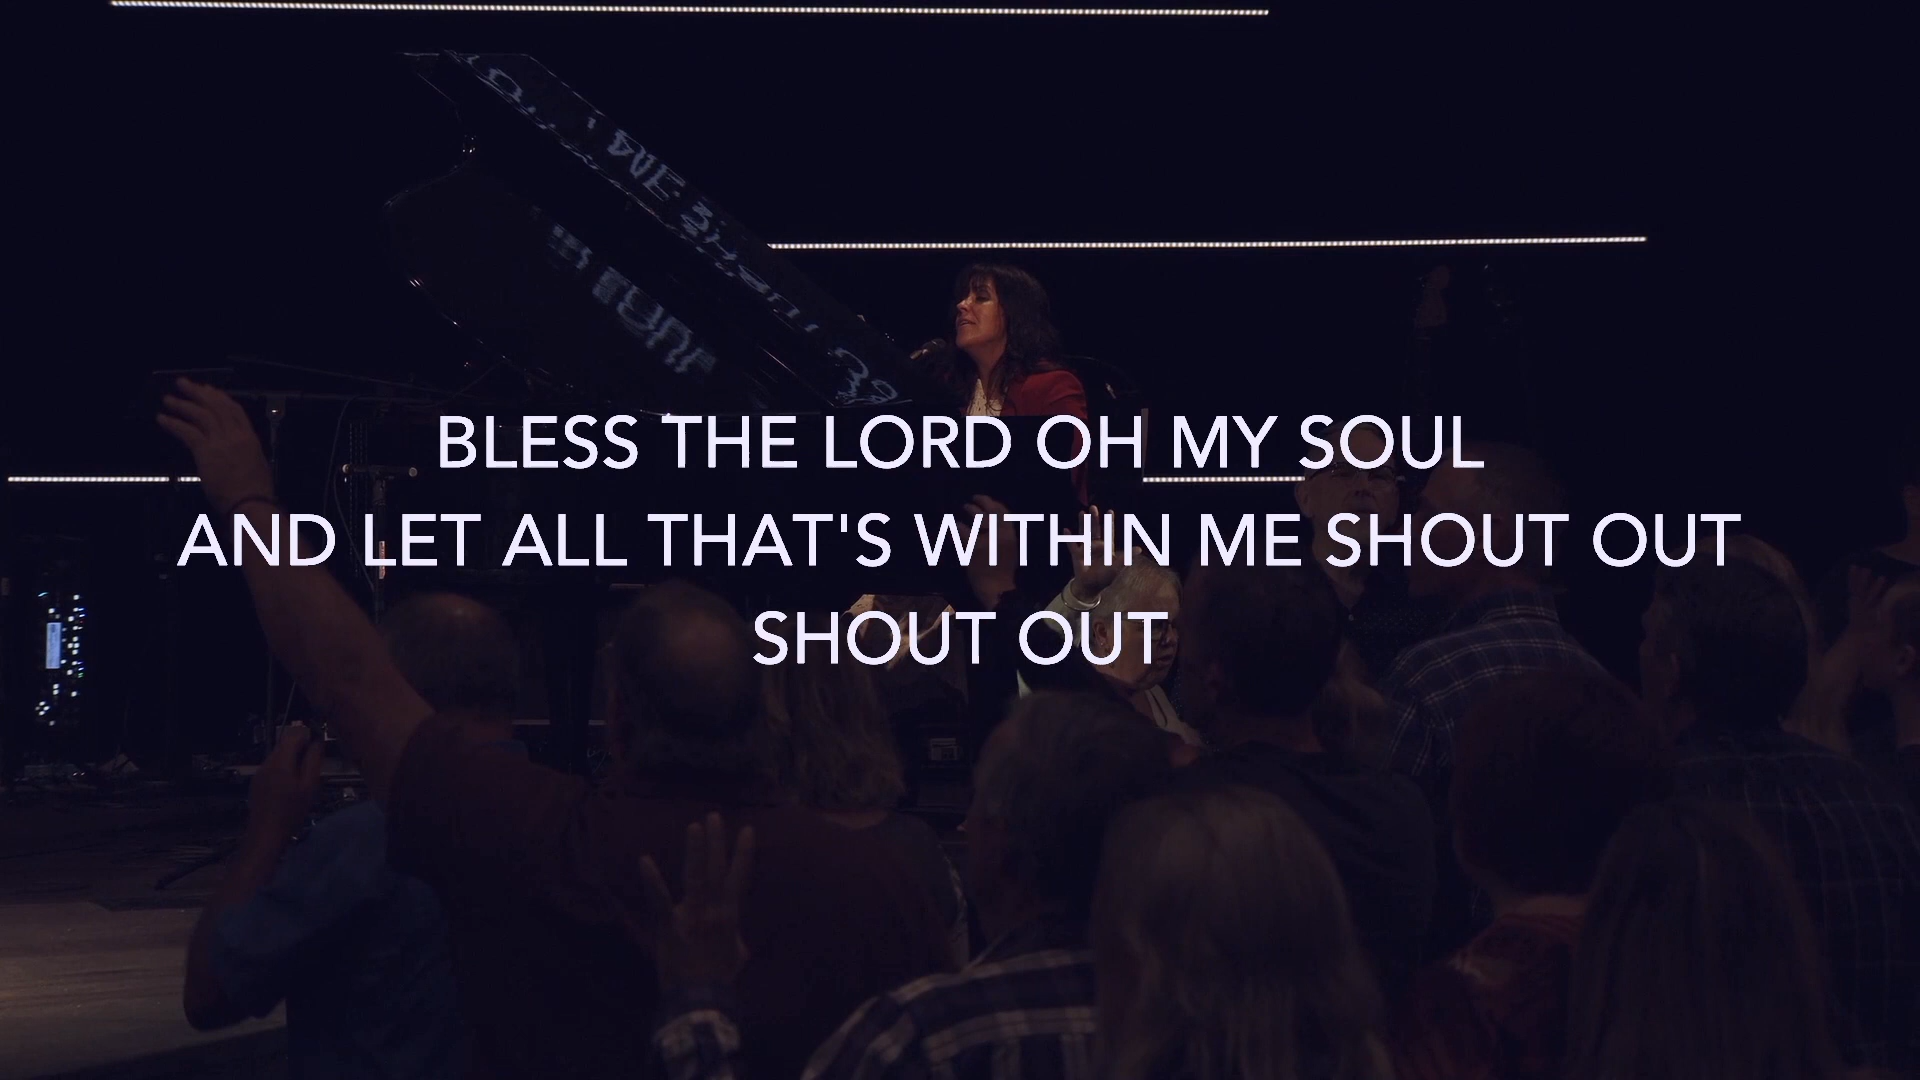 BLESS THE LORD OH MY SOUL
AND LET ALL THAT'S WITHIN ME SHOUT OUT
SHOUT OUT